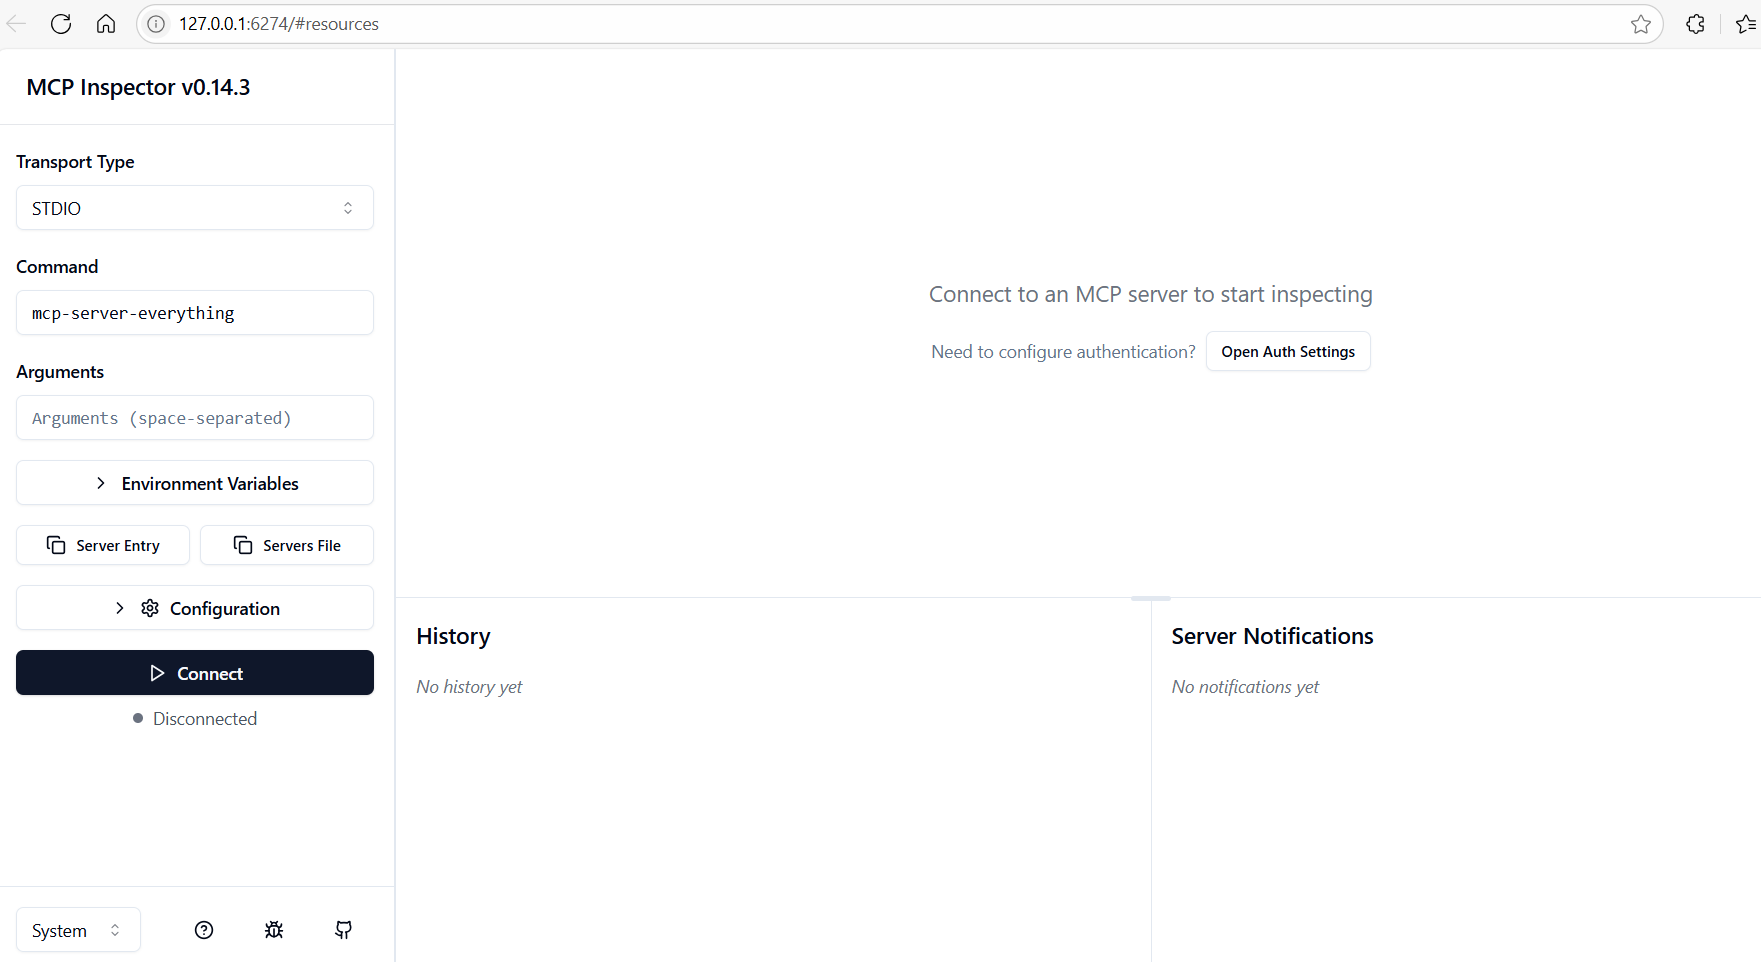 127.0.0.1:6274/#resources
MCP Inspector v0.14.3
Transport Type
STDIO
Command
mcp-server-everything
Arguments
Arguments (space-separated)
Environment Variables
Server Entry
Servers File
Configuration
Connect
Disconnected
System
Connect to an MCP server to start inspecting
Need to configure authentication? Open Auth Settings
History
No history yet
Server Notifications
No notifications yet